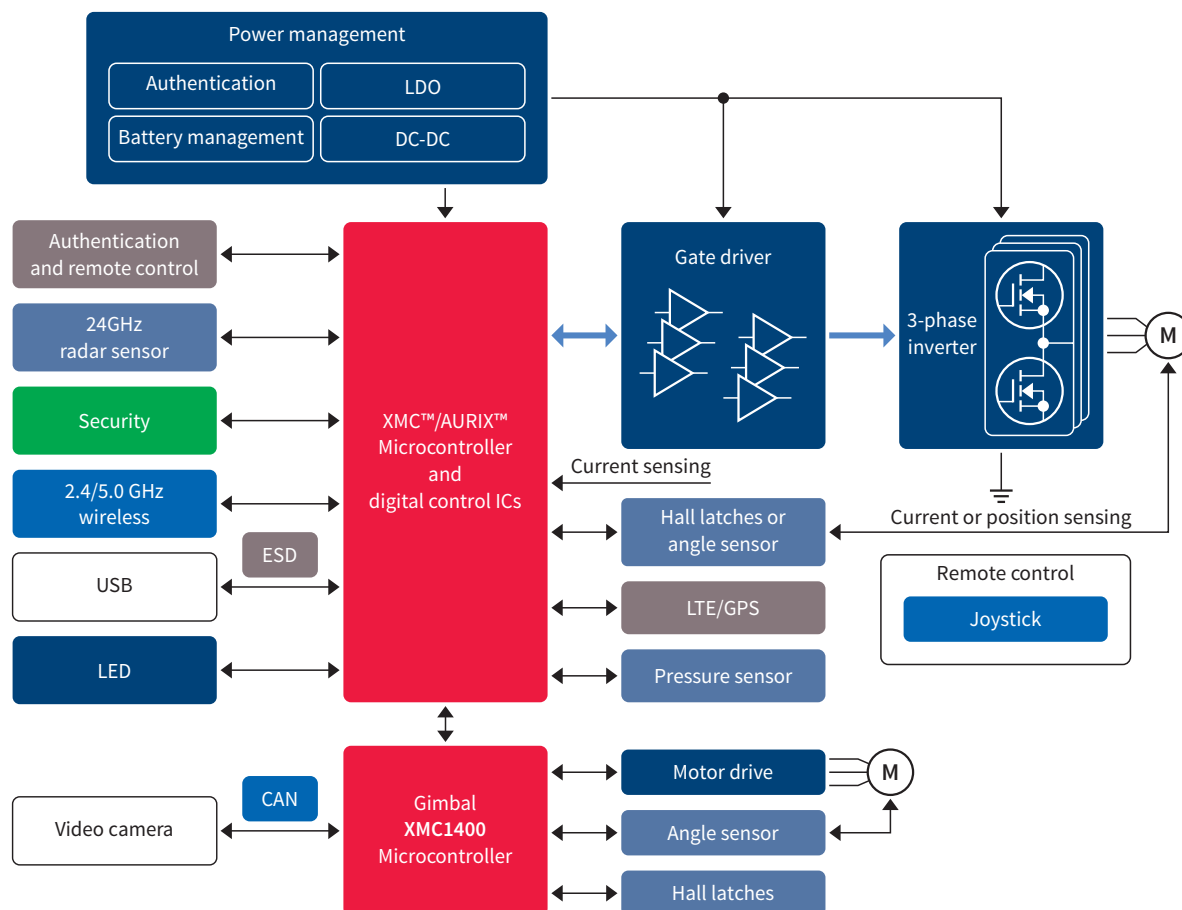 Power management
Authentication
LDO
Battery management
DC-DC
Authentication
and remote control
24GHz
radar sensor
Security
2.4/5.0 GHz
wireless
ESD
USB
LED
XMC™/AURIX™
Microcontroller
and
digital control ICs
Gate driver
3-phase
inverter
M
Current sensing
Hall latches or
angle sensor
Current or position sensing
LTE/GPS
Pressure sensor
Remote control
Joystick
CAN
Video camera
Gimbal
XMC1400
Microcontroller
Motor drive
M
Angle sensor
Hall latches